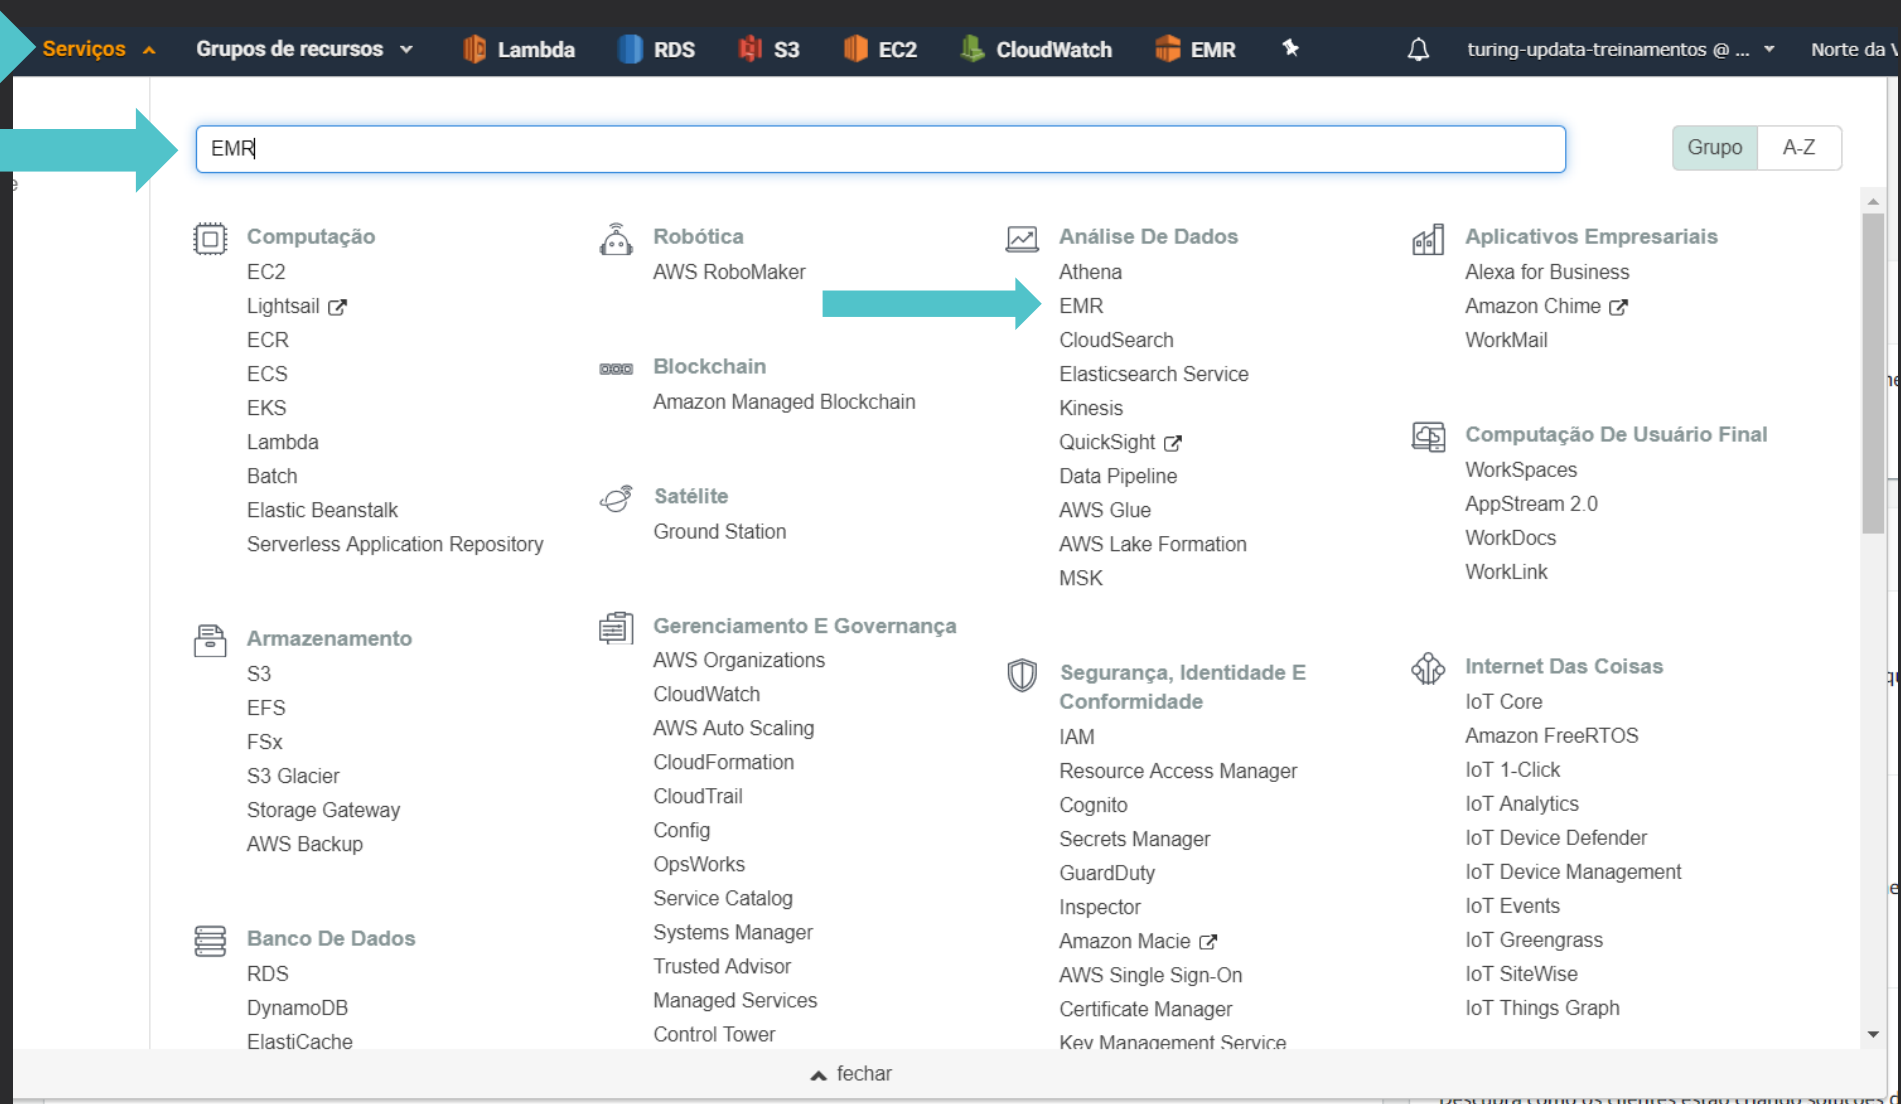 Serviços
Grupos de recursos
Lambda
RDS
S3
EC2
CloudWatch
EMR
turing-updata-treinamentos @ ...
Norte da
EMR
Grupo
A-Z
Computação
EC2
Lightsail
ECR
ECS
EKS
Lambda
Batch
Elastic Beanstalk
Serverless Application Repository
Armazenamento
S3
EFS
FSx
S3 Glacier
Storage Gateway
AWS Backup
Banco De Dados
RDS
DynamoDB
ElastiCache
Robótica
AWS RoboMaker
Blockchain
Amazon Managed Blockchain
Satélite
Ground Station
Gerenciamento E Governança
AWS Organizations
CloudWatch
AWS Auto Scaling
CloudFormation
CloudTrail
Config
OpsWorks
Service Catalog
Systems Manager
Trusted Advisor
Managed Services
Control Tower
Análise De Dados
Athena
EMR
CloudSearch
Elasticsearch Service
Kinesis
QuickSight
Data Pipeline
AWS Glue
AWS Lake Formation
MSK
Segurança, Identidade E
Conformidade
IAM
Resource Access Manager
Cognito
Secrets Manager
GuardDuty
Inspector
Amazon Macie
AWS Single Sign-On
Certificate Manager
Key Management Service
Aplicativos Empresariais
Alexa for Business
Amazon Chime
WorkMail
Computação De Usuário Final
WorkSpaces
AppStream 2.0
WorkDocs
WorkLink
Internet Das Coisas
IoT Core
Amazon FreeRTOS
IoT 1-Click
IoT Analytics
IoT Device Defender
IoT Device Management
IoT Events
IoT Greengrass
IoT SiteWise
IoT Things Graph
fechar
Descubra como os clientes estão criando soluções